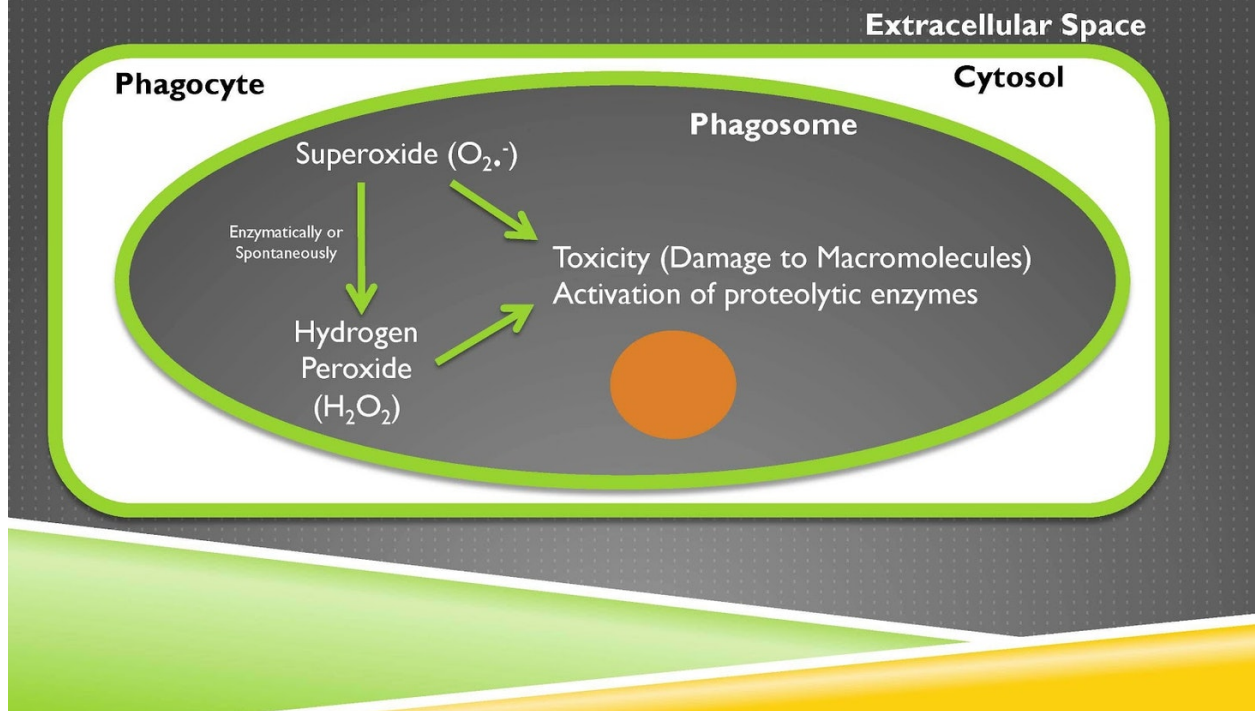 Extracellular Space
Phagocyte
Cytosol
Phagosome
Superoxide (O₂•⁻)
Enzymatically or
Spontaneously
Toxicity (Damage to Macromolecules)
Activation of proteolytic enzymes
Hydrogen
Peroxide
(H₂O₂)